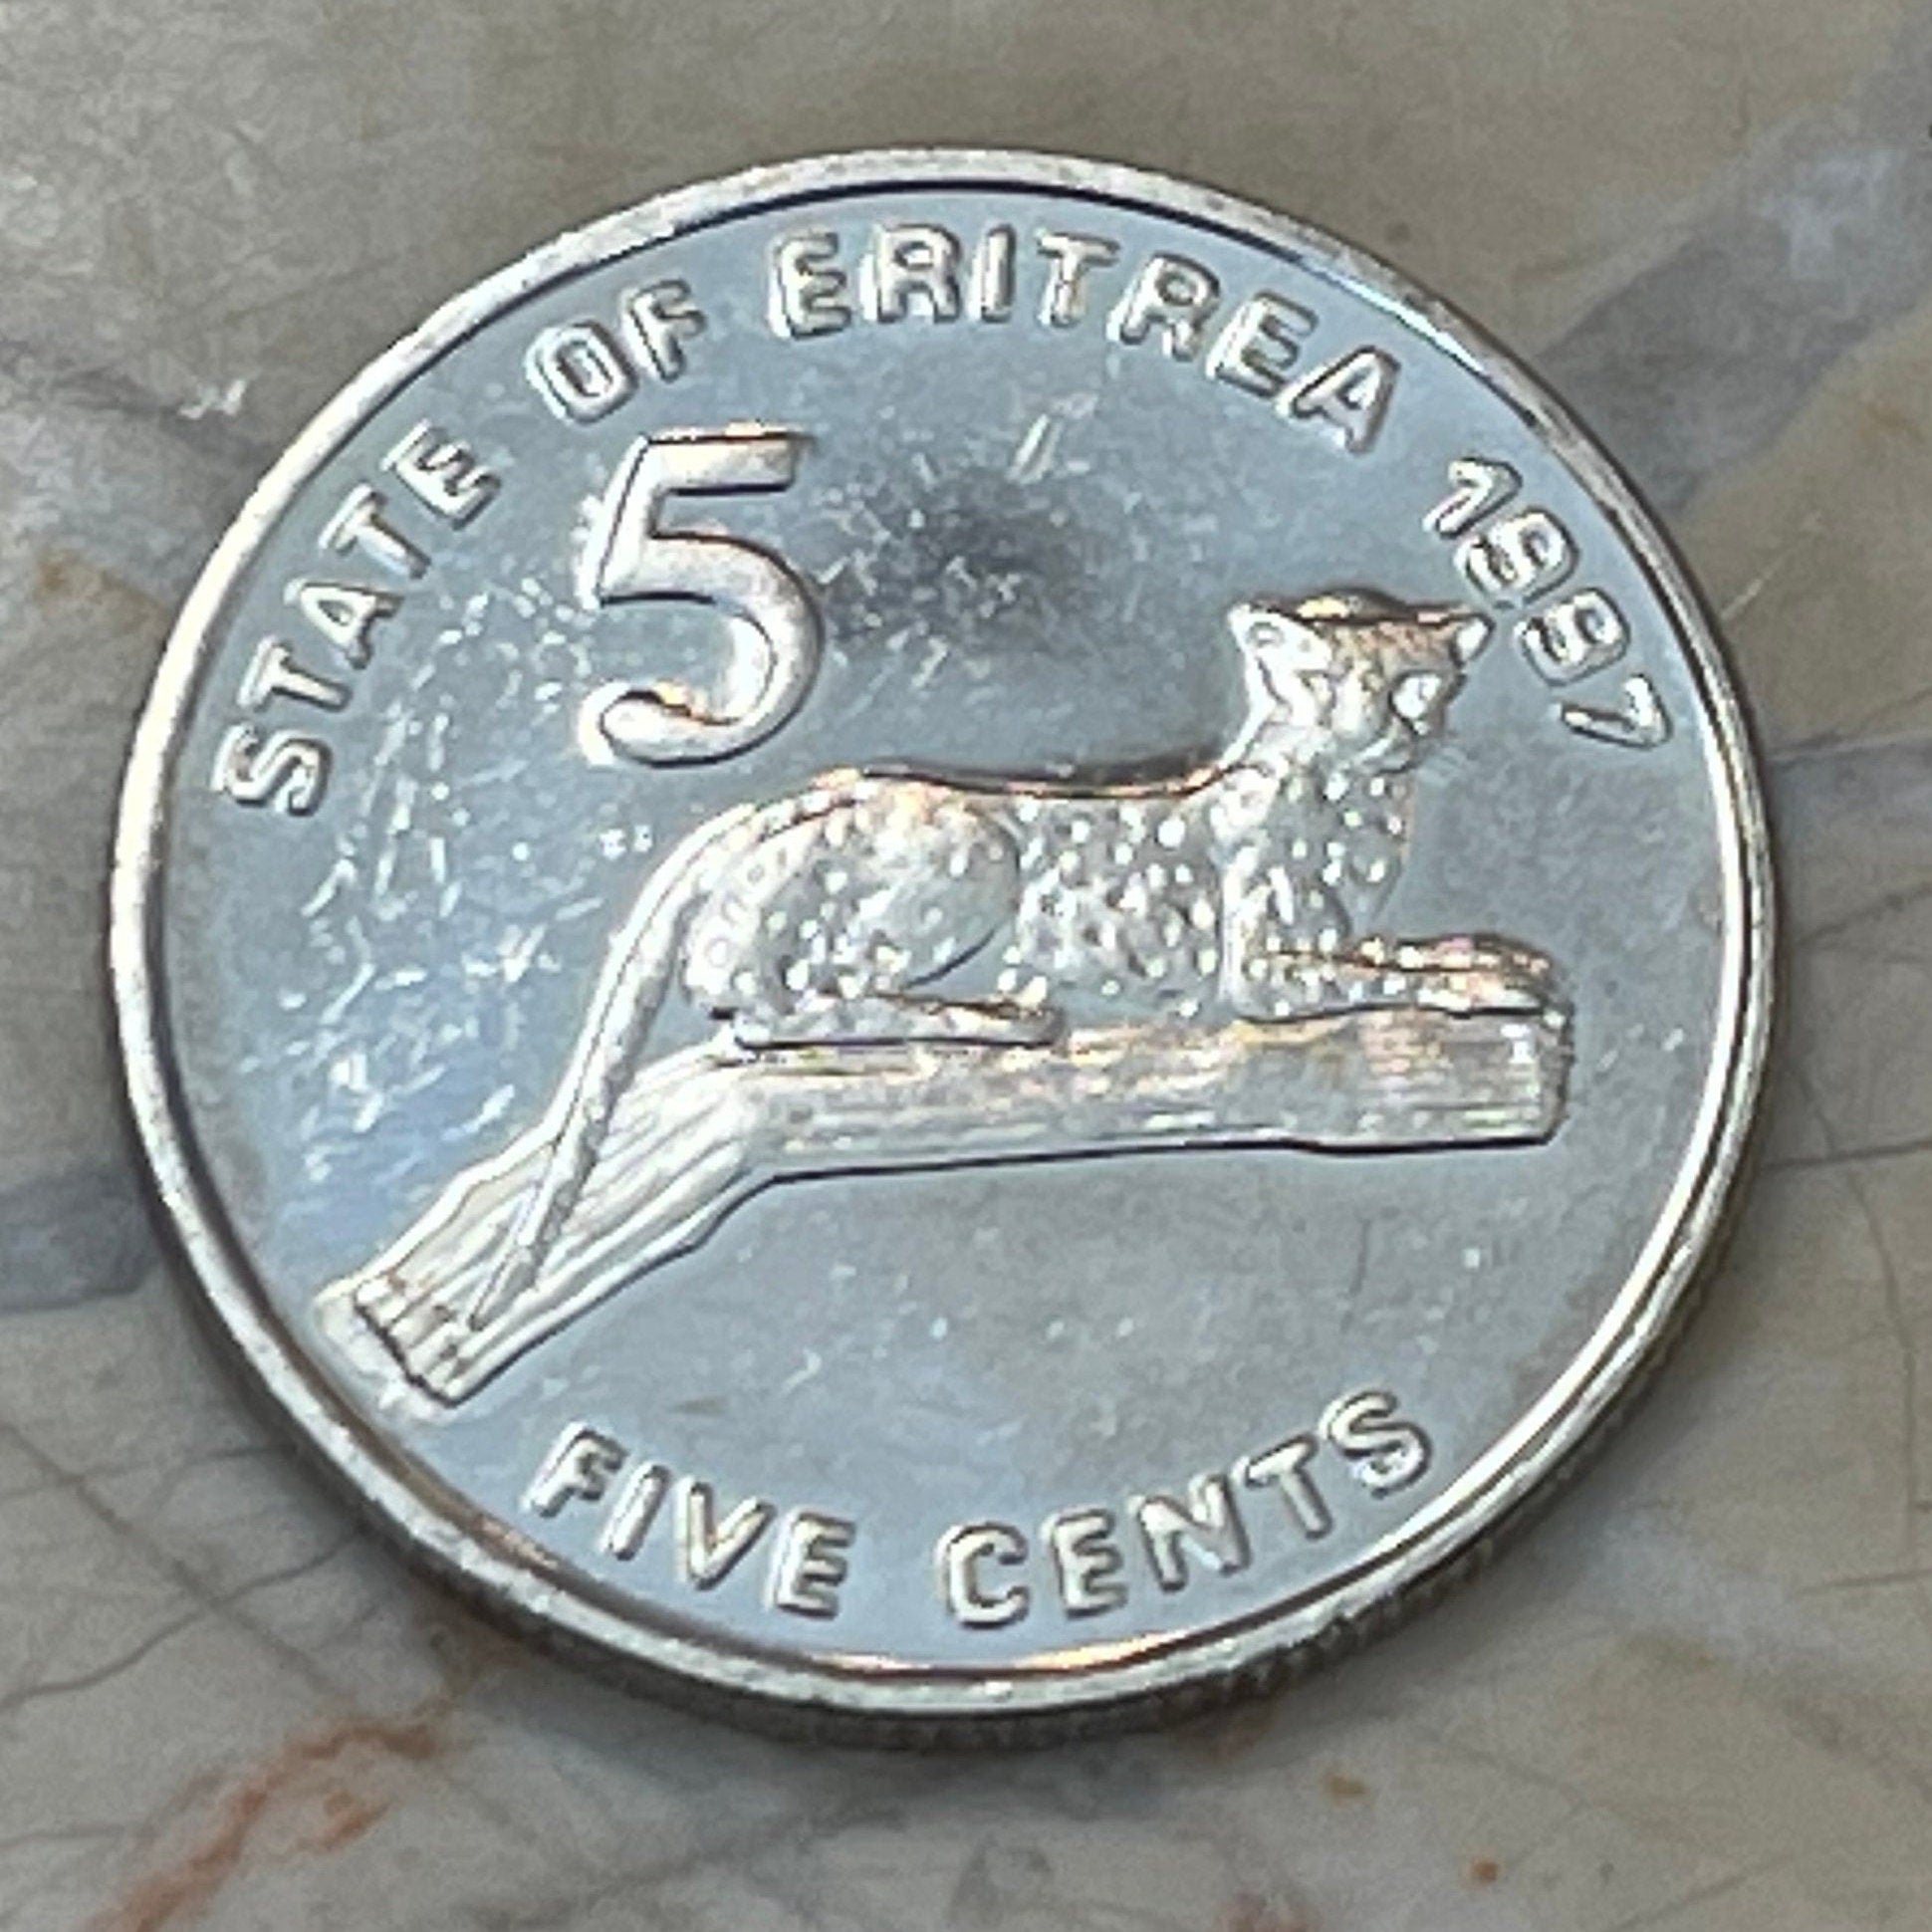 STATE OF ERITREA 1997
5
FIVE CENTS